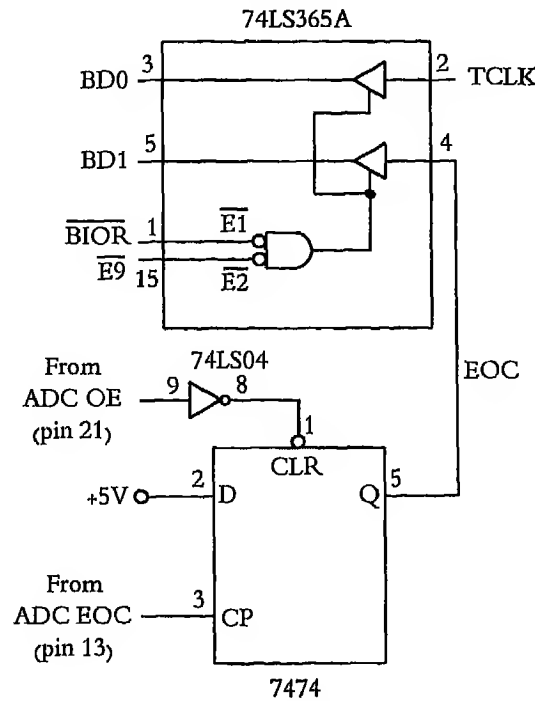 74LS365A
BD0 3 2 TCLK
BD1 5 4
BIOR 1 E1
E9 15 E2
EOC
74LS04
From
ADC OE
(pin 21)
9 8
1
CLR
+5V 2 D Q 5
From
ADC EOC
(pin 13)
3 CP
7474